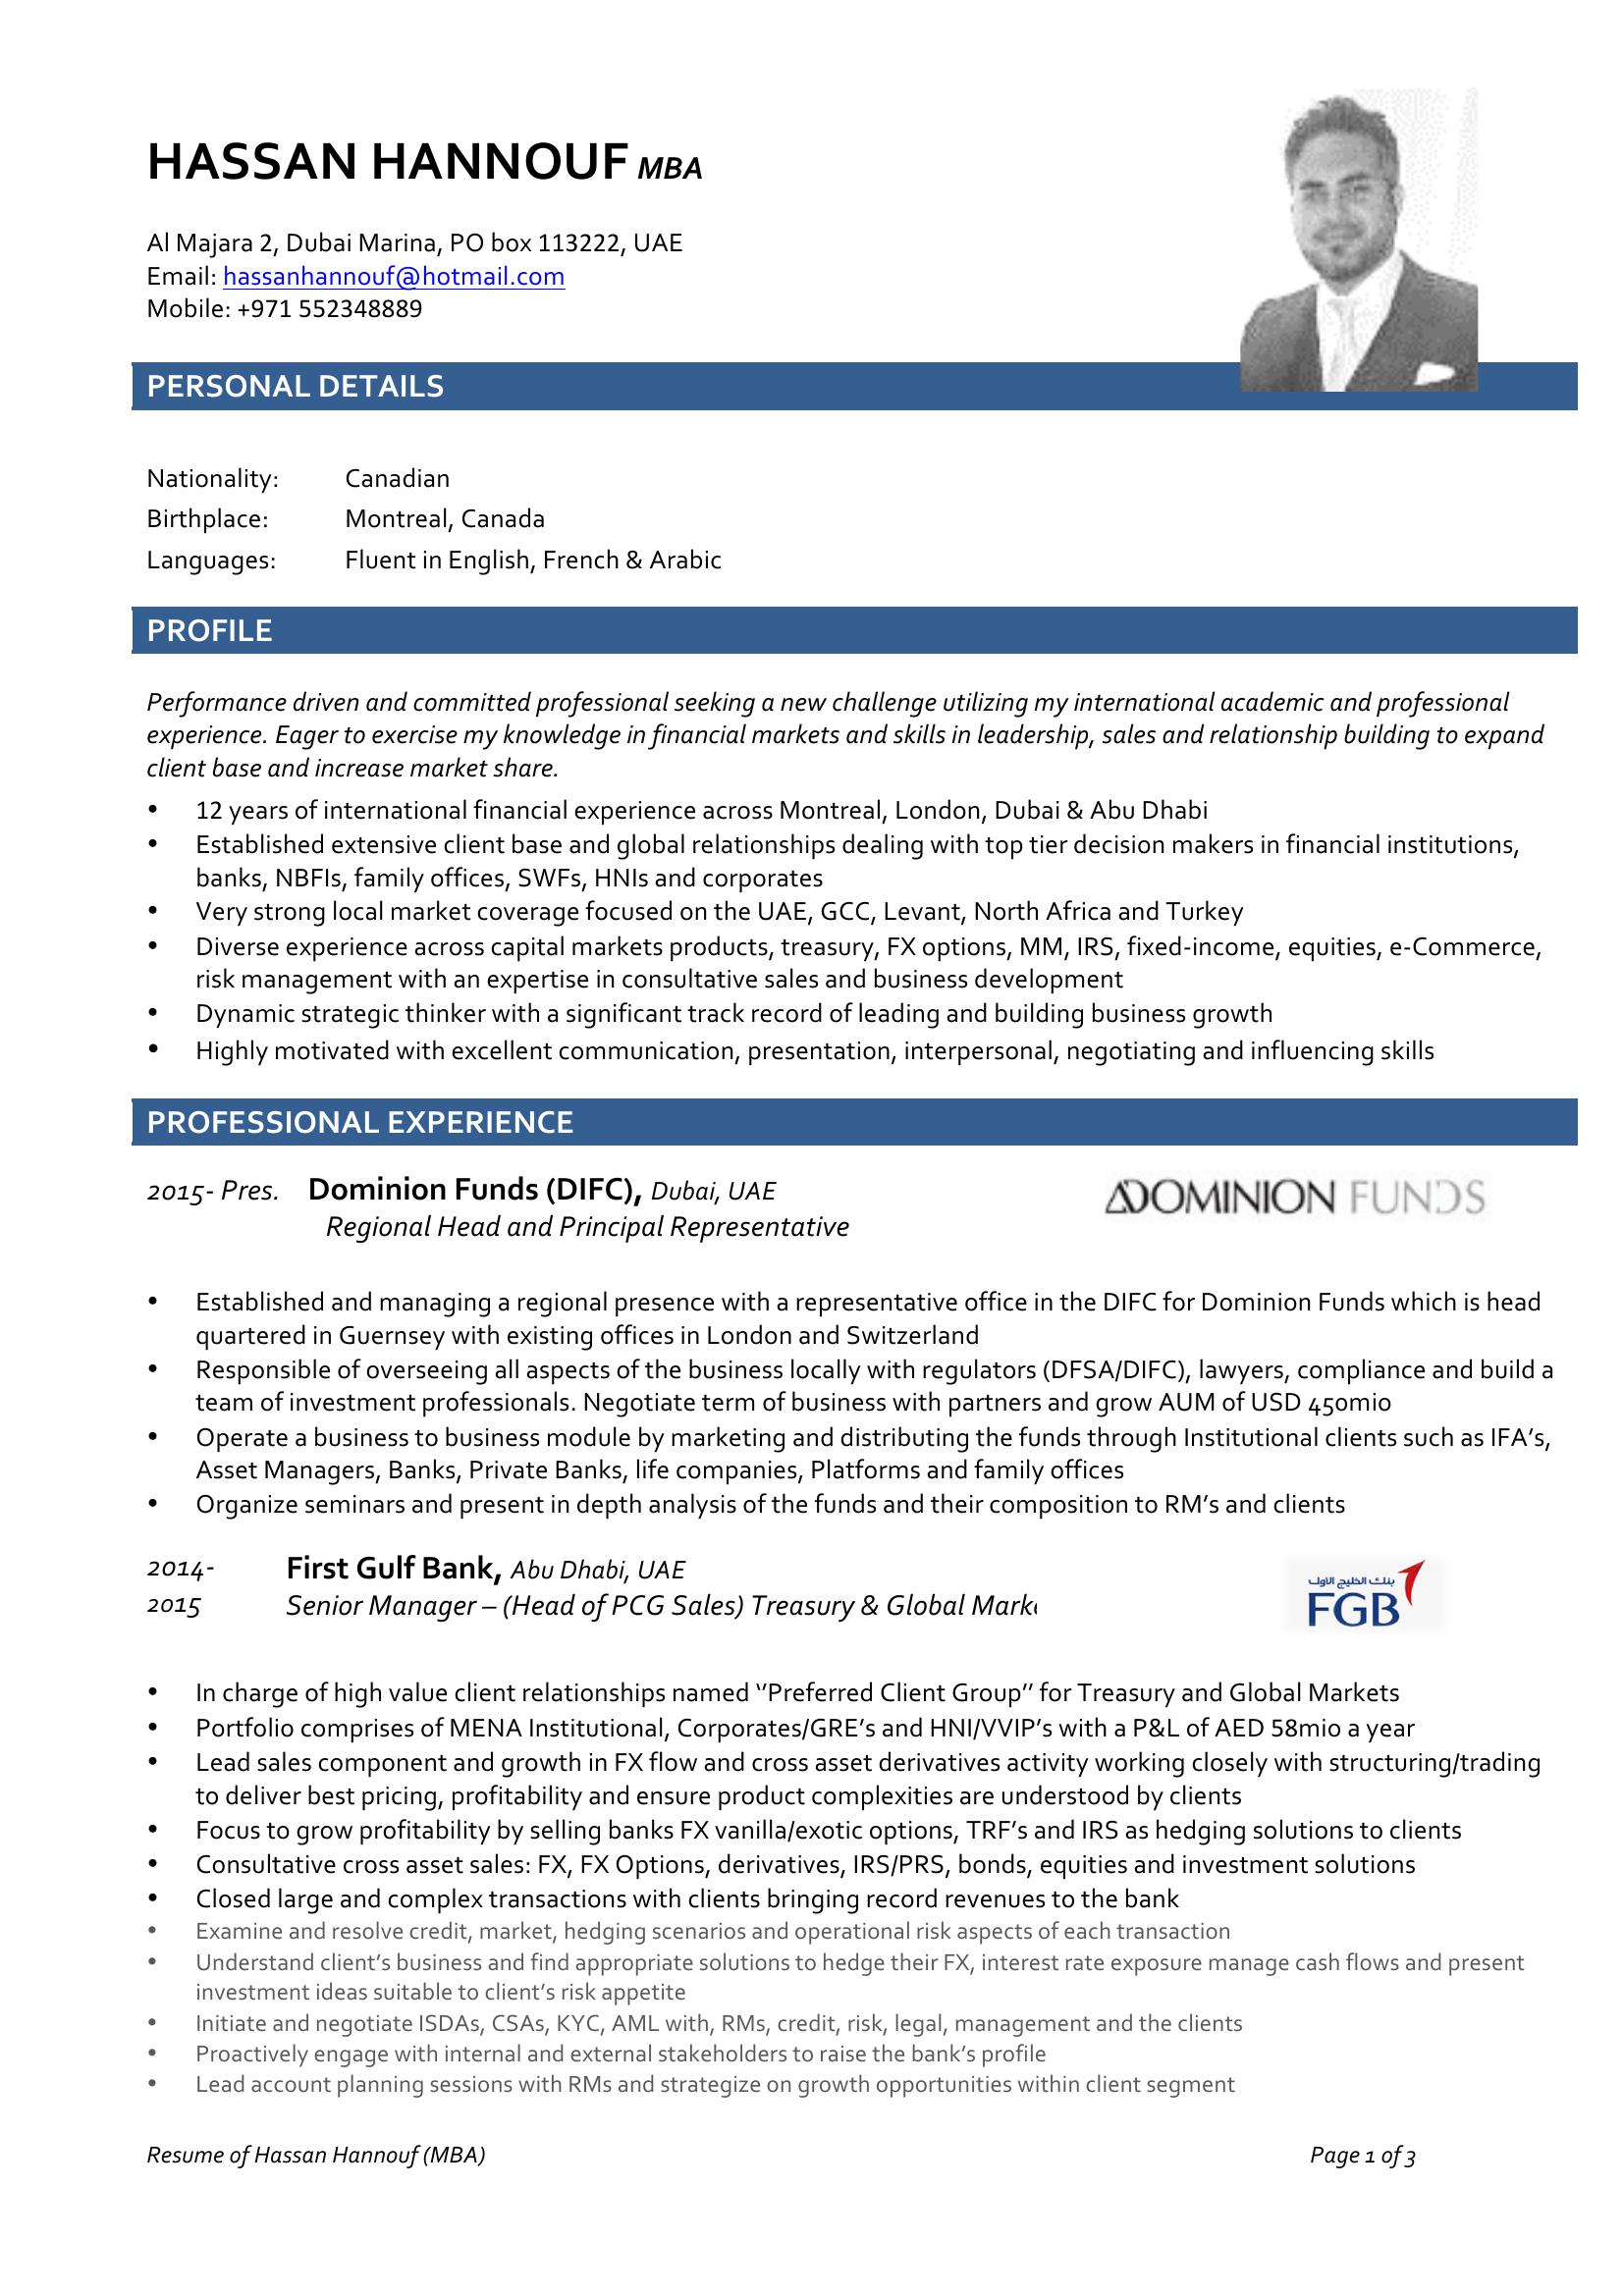 HASSAN HANNOUF MBA
Al Majara 2, Dubai Marina, PO box 113222, UAE
Email: hassanhannouf@hotmail.com
Mobile: +971 552348889
PERSONAL DETAILS
Nationality: Canadian
Birthplace: Montreal, Canada
Languages: Fluent in English, French & Arabic
PROFILE
Performance driven and committed professional seeking a new challenge utilizing my international academic and professional
experience. Eager to exercise my knowledge in financial markets and skills in leadership, sales and relationship building to expand
client base and increase market share.
• 12 years of international financial experience across Montreal, London, Dubai & Abu Dhabi
• Established extensive client base and global relationships dealing with top tier decision makers in financial institutions,
banks, NBFIs, family offices, SWFs, HNIs and corporates
• Very strong local market coverage focused on the UAE, GCC, Levant, North Africa and Turkey
• Diverse experience across capital markets products, treasury, FX options, MM, IRS, fixed-income, equities, e-Commerce,
risk management with an expertise in consultative sales and business development
• Dynamic strategic thinker with a significant track record of leading and building business growth
• Highly motivated with excellent communication, presentation, interpersonal, negotiating and influencing skills
PROFESSIONAL EXPERIENCE
2015- Pres. Dominion Funds (DIFC), Dubai, UAE
DOMINION FUNDS
Regional Head and Principal Representative
• Established and managing a regional presence with a representative office in the DIFC for Dominion Funds which is head
quartered in Guernsey with existing offices in London and Switzerland
• Responsible of overseeing all aspects of the business locally with regulators (DFSA/DIFC), lawyers, compliance and build a
team of investment professionals. Negotiate term of business with partners and grow AUM of USD 450mio
• Operate a business to business module by marketing and distributing the funds through Institutional clients such as IFA's,
Asset Managers, Banks, Private Banks, life companies, Platforms and family offices
• Organize seminars and present in depth analysis of the funds and their composition to RM's and clients
2014- First Gulf Bank, Abu Dhabi, UAE
بنك الخليج الأول
2015 Senior Manager – (Head of PCG Sales) Treasury & Global
FGB
• In charge of high value client relationships named ‘’Preferred Client Group’’ for Treasury and Global Markets
• Portfolio comprises of MENA Institutional, Corporates/GRE's and HNI/VVIP's with a P&L of AED 58mio a year
• Lead sales component and growth in FX flow and cross asset derivatives activity working closely with structuring/trading
to deliver best pricing, profitability and ensure product complexities are understood by clients
• Focus to grow profitability by selling banks FX vanilla/exotic options, TRF's and IRS as hedging solutions to clients
• Consultative cross asset sales: FX, FX Options, derivatives, IRS/PRS, bonds, equities and investment solutions
• Closed large and complex transactions with clients bringing record revenues to the bank
• Examine and resolve credit, market, hedging scenarios and operational risk aspects of each transaction
• Understand client's business and find appropriate solutions to hedge their FX, interest rate exposure manage cash flows and present
investment ideas suitable to client's risk appetite
• Initiate and negotiate ISDAs, CSAs, KYC, AML with, RMs, credit, risk, legal, management and the clients
• Proactively engage with internal and external stakeholders to raise the bank's profile
• Lead account planning sessions with RMs and strategize on growth opportunities within client segment
Resume of Hassan Hannouf (MBA) Page 1 of 3